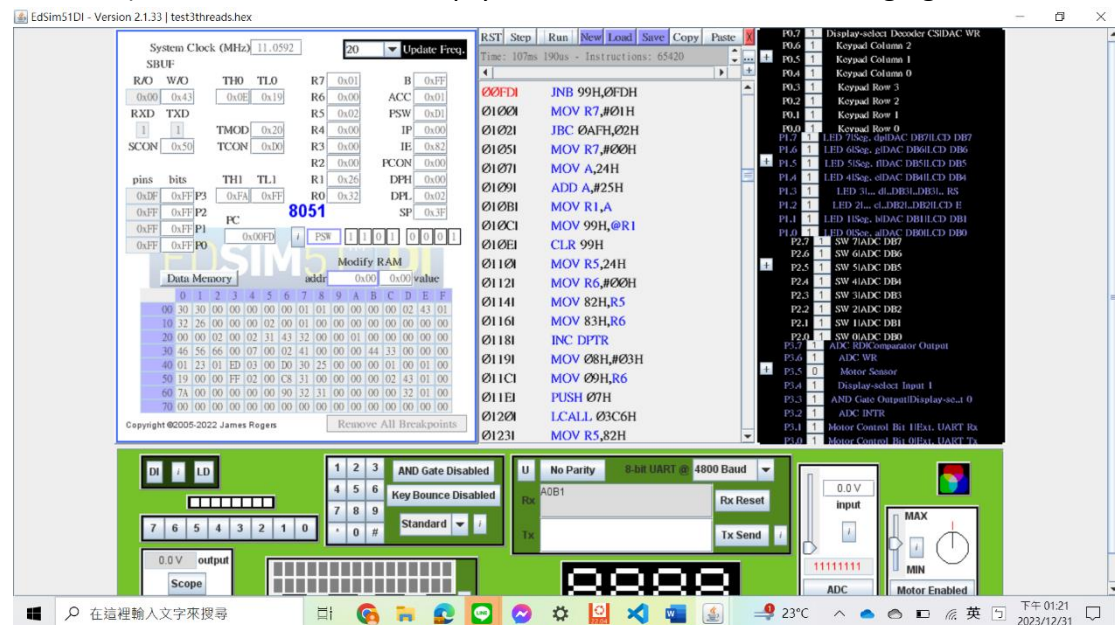 EdSim51DI - Version 2.1.33 | test3threads.hex
System Clock (MHz) 11.0592 20 Update Freq.
SBUF
R/O W/O TH0 TL0 R7 0x01 B 0xFF
0x00 0x43 0x0E 0x19 R6 0x00 ACC 0x01
RXD TXD R5 0x02 PSW 0xD1
1 1 TMOD 0x20 R4 0x00 IP 0x00
SCON 0x50 TCON 0xD0 R3 0x00 IE 0x82
R2 0x00 PCON 0x00
pins bits TH1 TL1 R1 0x26 DPH 0x00
0xDF 0xFF P3 0xFA 0xFF R0 0x32 DPL 0x02
0xFF 0xFF P2 8051 SP 0x3F
0xFF 0xFF P1 PC
0xFF 0xFF P0 0x00FD i PSW 1 1 0 1 0 0 0 1
Modify RAM
Data Memory addr 0x00 0x00 value
0 1 2 3 4 5 6 7 8 9 A B C D E F
00 30 30 00 00 00 00 00 01 01 00 00 00 00 02 43 01
10 32 26 00 00 00 02 00 01 00 00 00 00 00 00 00 00
20 00 00 02 00 02 31 43 32 00 00 01 00 00 00 00 00
30 46 56 66 00 07 00 02 41 00 00 00 44 33 00 00 00
40 01 23 01 ED 03 00 D0 30 25 00 00 00 01 00 01 00
50 19 00 00 FF 02 00 C8 31 00 00 00 00 02 43 01 00
60 7A 00 00 00 00 00 90 32 31 00 00 00 00 32 01 00
70 00 00 00 00 00 00 00 00 00 00 00 00 00 00 00 00
Copyright ©2005-2022 James Rogers Remove All Breakpoints
RST Step Run New Load Save Copy Paste X
Time: 107ms 190us - Instructions: 65420
00FD| JNB 99H,0FDH
0100| MOV R7,#01H
0102| JBC 0AFH,02H
0105| MOV R7,#00H
0107| MOV A,24H
0109| ADD A,#25H
010B| MOV R1,A
010C| MOV 99H,@R1
010E| CLR 99H
0110| MOV R5,24H
0112| MOV R6,#00H
0114| MOV 82H,R5
0116| MOV 83H,R6
0118| INC DPTR
0119| MOV 08H,#03H
011C| MOV 09H,R6
011E| PUSH 07H
0120| LCALL 03C6H
0123| MOV R5,82H
P0.7 1 Display-select Decoder CS|DAC WR
P0.6 1 Keypad Column 2
P0.5 1 Keypad Column 1
P0.4 1 Keypad Column 0
P0.3 1 Keypad Row 3
P0.2 1 Keypad Row 2
P0.1 1 Keypad Row 1
P0.0 1 Keypad Row 0
P1.7 1 LED 7|Seg. dp|DAC DB7|LCD DB7
P1.6 1 LED 6|Seg. g|DAC DB6|LCD DB6
P1.5 1 LED 5|Seg. f|DAC DB5|LCD DB5
P1.4 1 LED 4|Seg. e|DAC DB4|LCD DB4
P1.3 1 LED 3|... d|..DB3|..DB3|.. RS
P1.2 1 LED 2|... c|..DB2|..DB2|LCD E
P1.1 1 LED 1|Seg. b|DAC DB1|LCD DB1
P1.0 1 LED 0|Seg. a|DAC DB0|LCD DB0
P2.7 1 SW 7|ADC DB7
P2.6 1 SW 6|ADC DB6
P2.5 1 SW 5|ADC DB5
P2.4 1 SW 4|ADC DB4
P2.3 1 SW 3|ADC DB3
P2.2 1 SW 2|ADC DB2
P2.1 1 SW 1|ADC DB1
P2.0 1 SW 0|ADC DB0
P3.7 1 ADC RD|Comparator Output
P3.6 1 ADC WR
P3.5 0 Motor Sensor
P3.4 1 Display-select Input 1
P3.3 1 AND Gate Output|Display-se..t 0
P3.2 1 ADC INTR
P3.1 1 Motor Control Bit 1|Ext. UART Rx
P3.0 1 Motor Control Bit 0|Ext. UART Tx
DI i LD
7 6 5 4 3 2 1 0
0.0 V output
Scope
1 2 3 AND Gate Disabled
4 5 6 Key Bounce Disabled
7 8 9
* 0 # Standard i
U No Parity 8-bit UART @ 4800 Baud
Rx A0B1 Rx Reset
Tx Tx Send i
0.0 V
input
i
11111111
ADC
MAX
i
MIN
Motor Enabled
在這裡輸入文字來搜尋
23°C 英 下午 01:21
2023/12/31